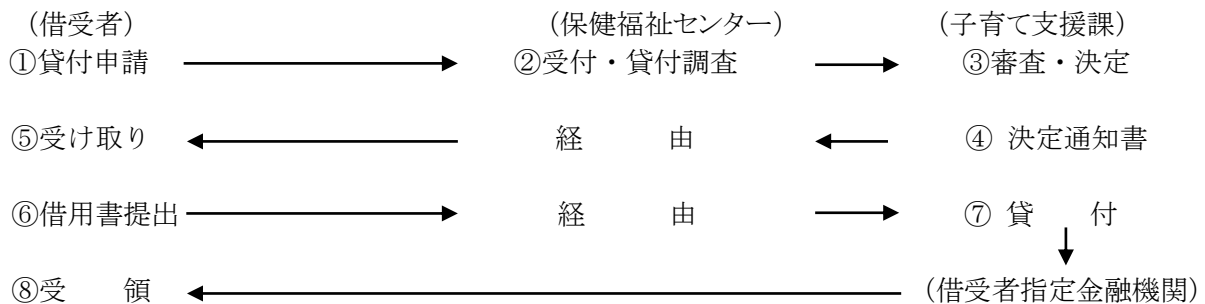 （借受者） （保健福祉センター） （子育て支援課）
①貸付申請 ②受付・貸付調査 ③審査・決定
⑤受け取り 経　由 ④ 決定通知書
⑥借用書提出 経　由 ⑦ 貸　付
⑧受　領 （借受者指定金融機関）